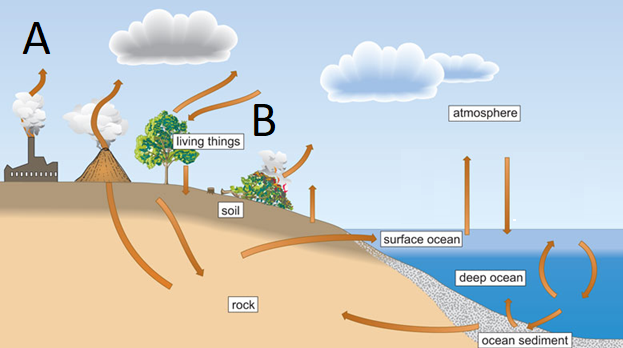 A
B
atmosphere
living things
soil
surface ocean
deep ocean
rock
ocean sediment